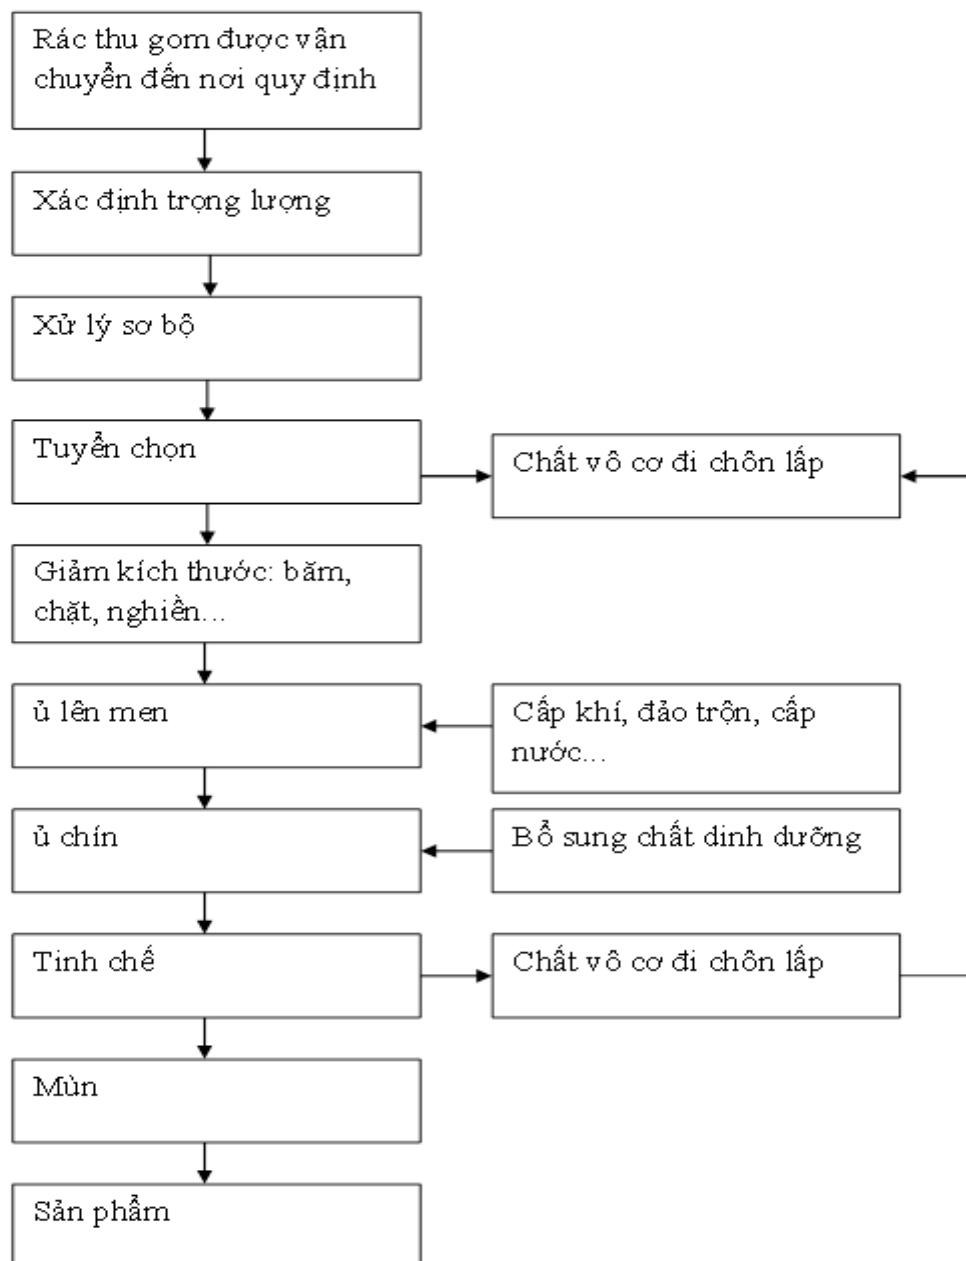 Rác thu gom được vận
chuyển đến nơi quy định
Xác định trọng lượng
Xử lý sơ bộ
Tuyển chọn
Chất vô cơ đi chôn lấp
Giảm kích thước: băm,
chặt, nghiền...
ủ lên men
Cấp khí, đảo trộn, cấp
nước...
ủ chín
Bổ sung chất dinh dưỡng
Tinh chế
Chất vô cơ đi chôn lấp
Mùn
Sản phẩm